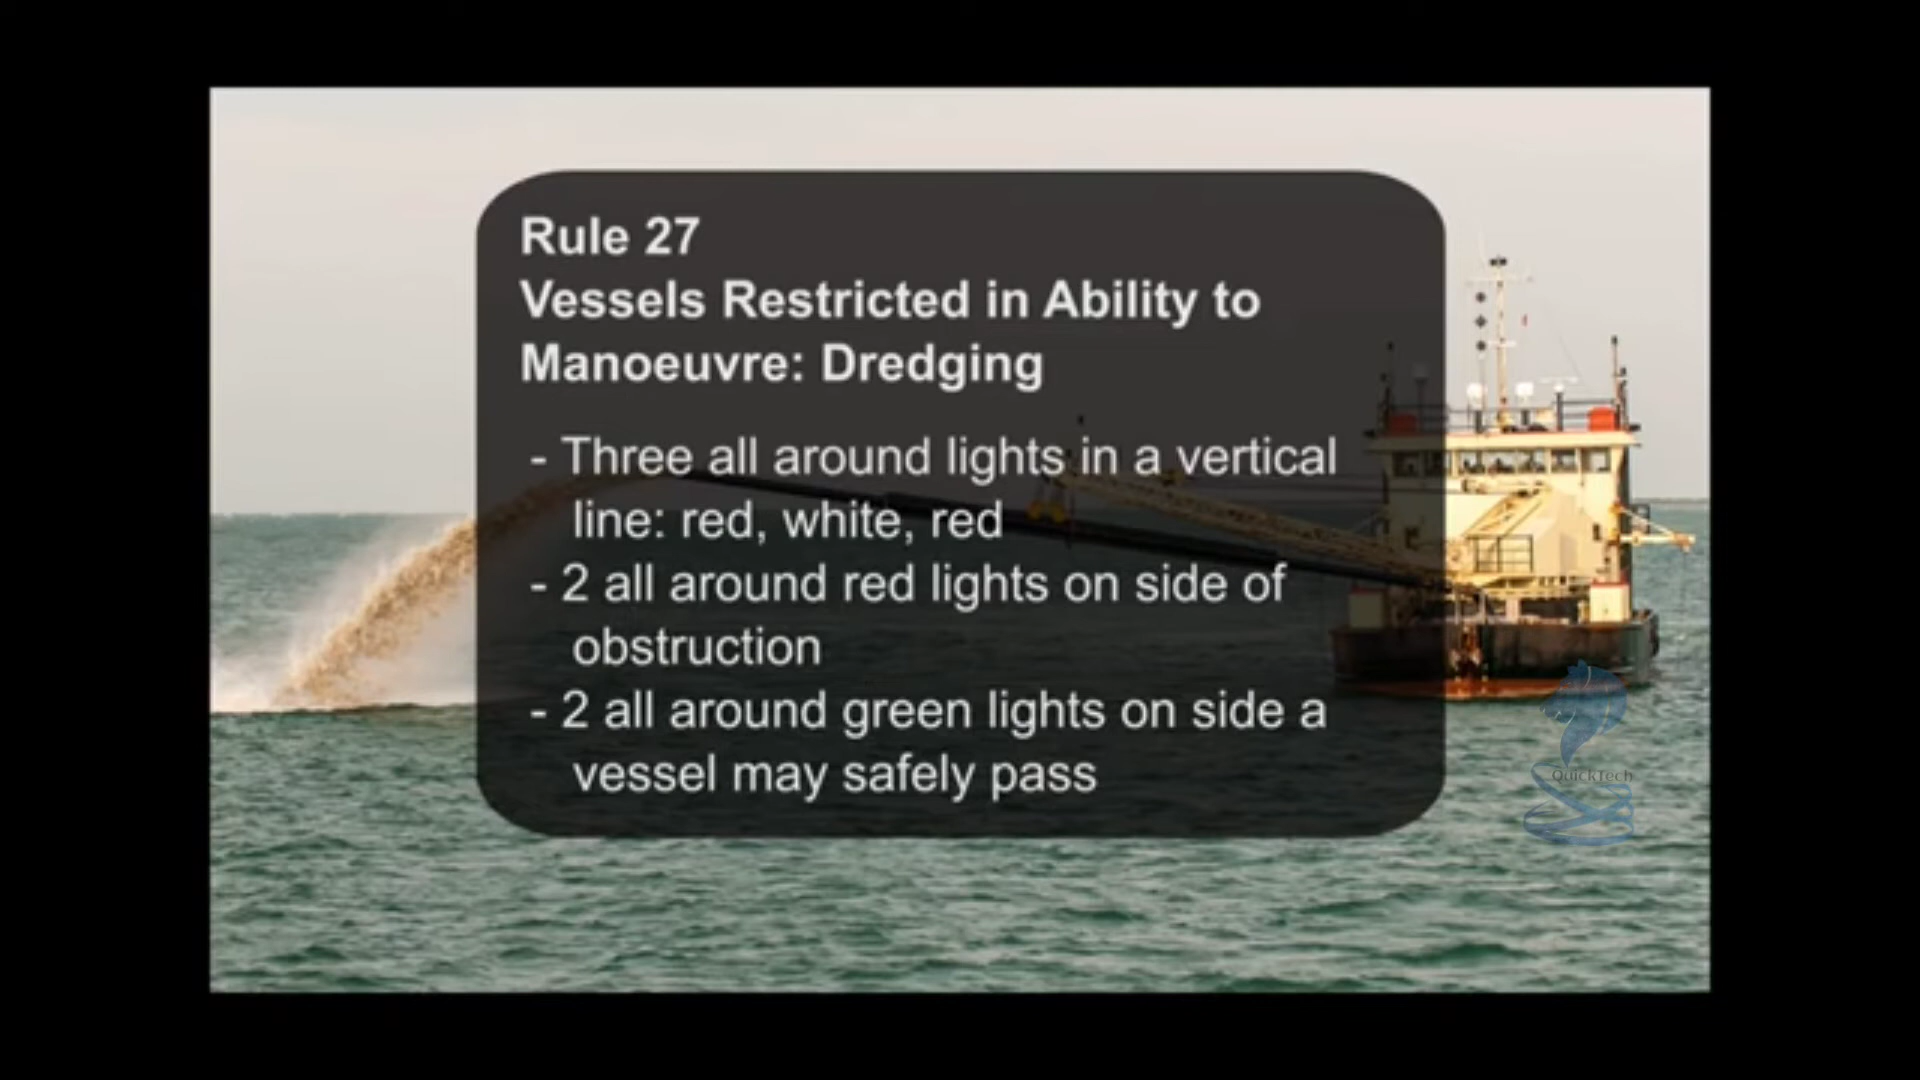 Rule 27
Vessels Restricted in Ability to
Manoeuvre: Dredging
- Three all around lights in a vertical
line: red, white, red
- 2 all around red lights on side of
obstruction
- 2 all around green lights on side a
vessel may safely pass
QuickTech